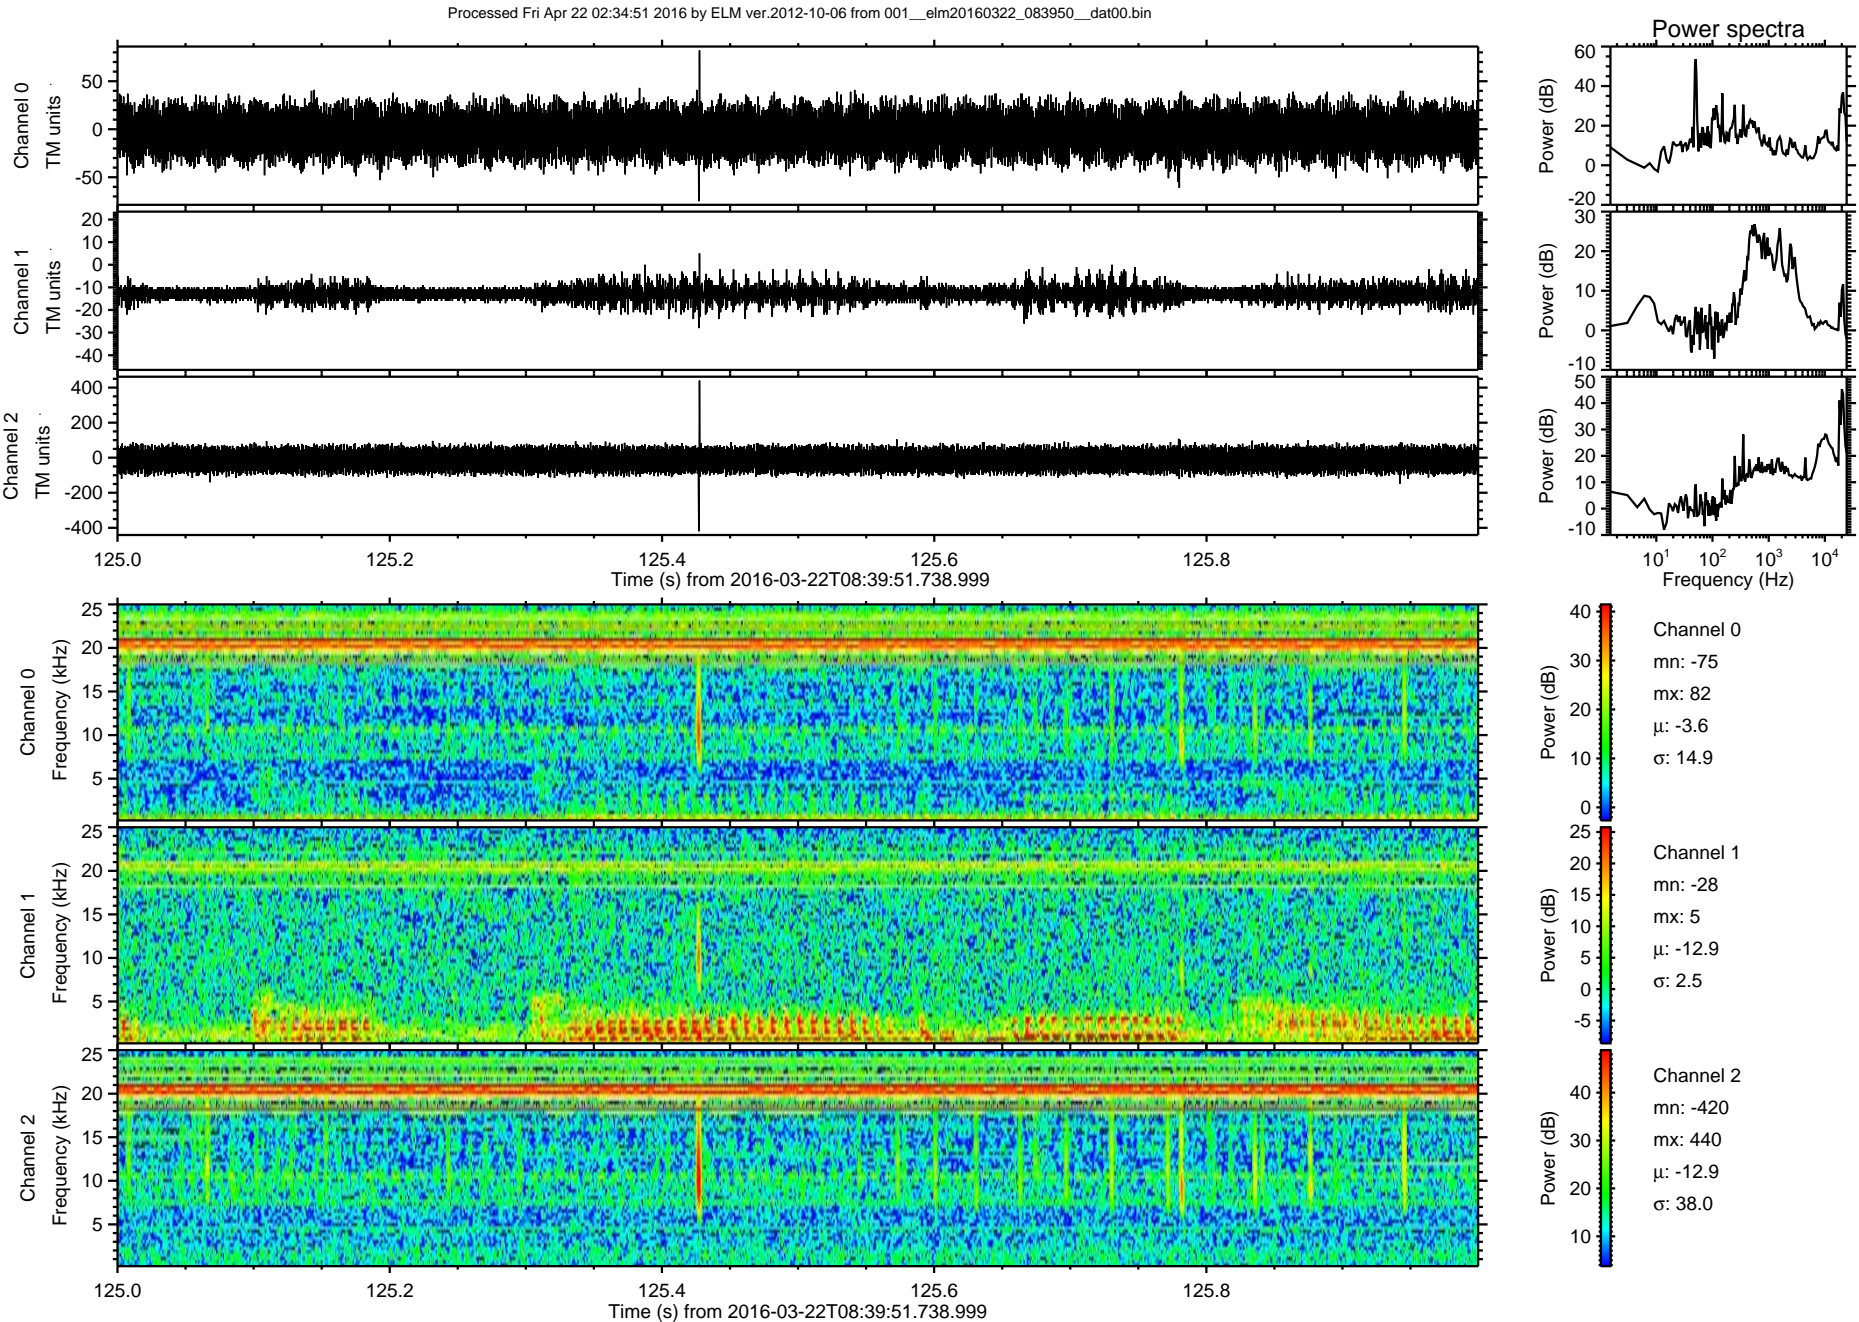 Processed Fri Apr 22 02:34:51 2016 by ELM ver.2012-10-06 from 001__elm20160322_083950__dat00.bin
Power spectra
Channel 0
TM units
50
0
-50
Power (dB)
60
40
20
0
-20
Channel 1
TM units
20
10
0
-10
-20
-30
-40
Power (dB)
30
20
10
0
-10
Channel 2
TM units
400
200
0
-200
-400
Power (dB)
50
40
30
20
10
0
-10
125.0 125.2 125.4 125.6 125.8
Time (s) from 2016-03-22T08:39:51.738.999
10¹ 10² 10³ 10⁴
Frequency (Hz)
Channel 0
Frequency (kHz)
25
20
15
10
5
Power (dB)
40
30
20
10
0
Channel 0
mn: -75
mx: 82
μ: -3.6
σ: 14.9
Channel 1
Frequency (kHz)
25
20
15
10
5
Power (dB)
25
20
15
10
5
0
-5
Channel 1
mn: -28
mx: 5
μ: -12.9
σ: 2.5
Channel 2
Frequency (kHz)
25
20
15
10
5
Power (dB)
40
30
20
10
Channel 2
mn: -420
mx: 440
μ: -12.9
σ: 38.0
125.0 125.2 125.4 125.6 125.8
Time (s) from 2016-03-22T08:39:51.738.999